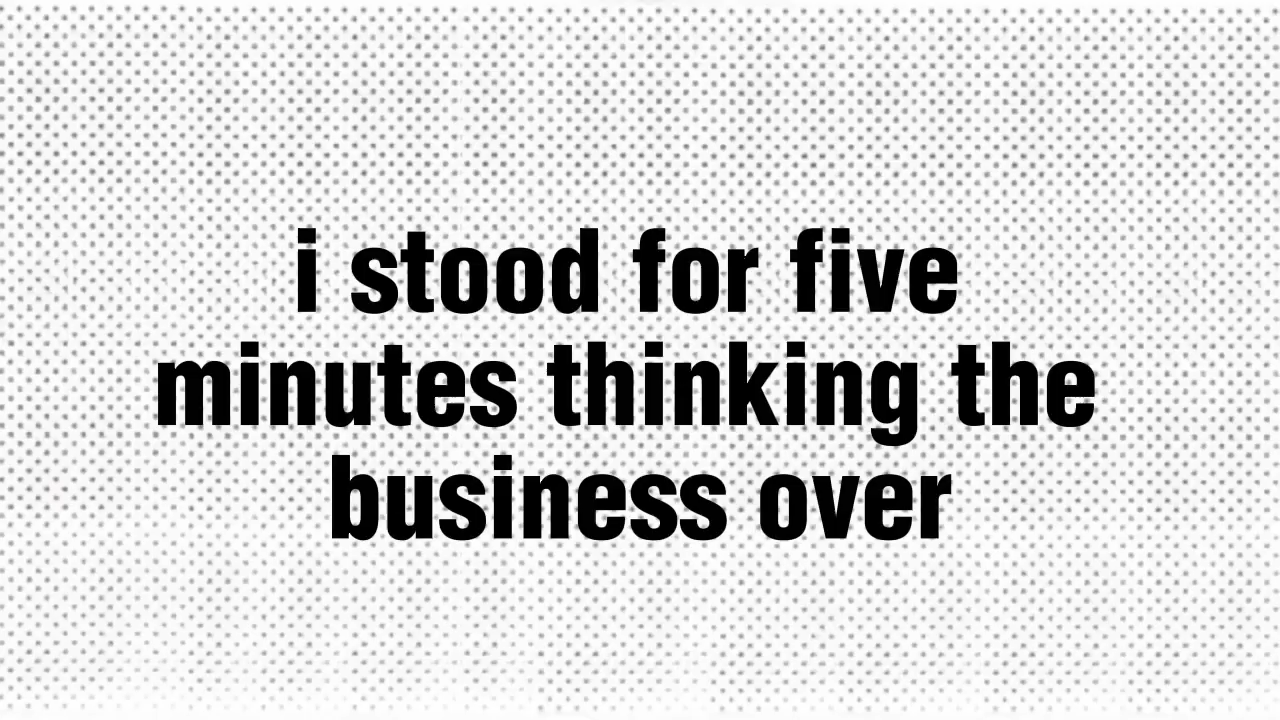 i stood for five
minutes thinking the
business over